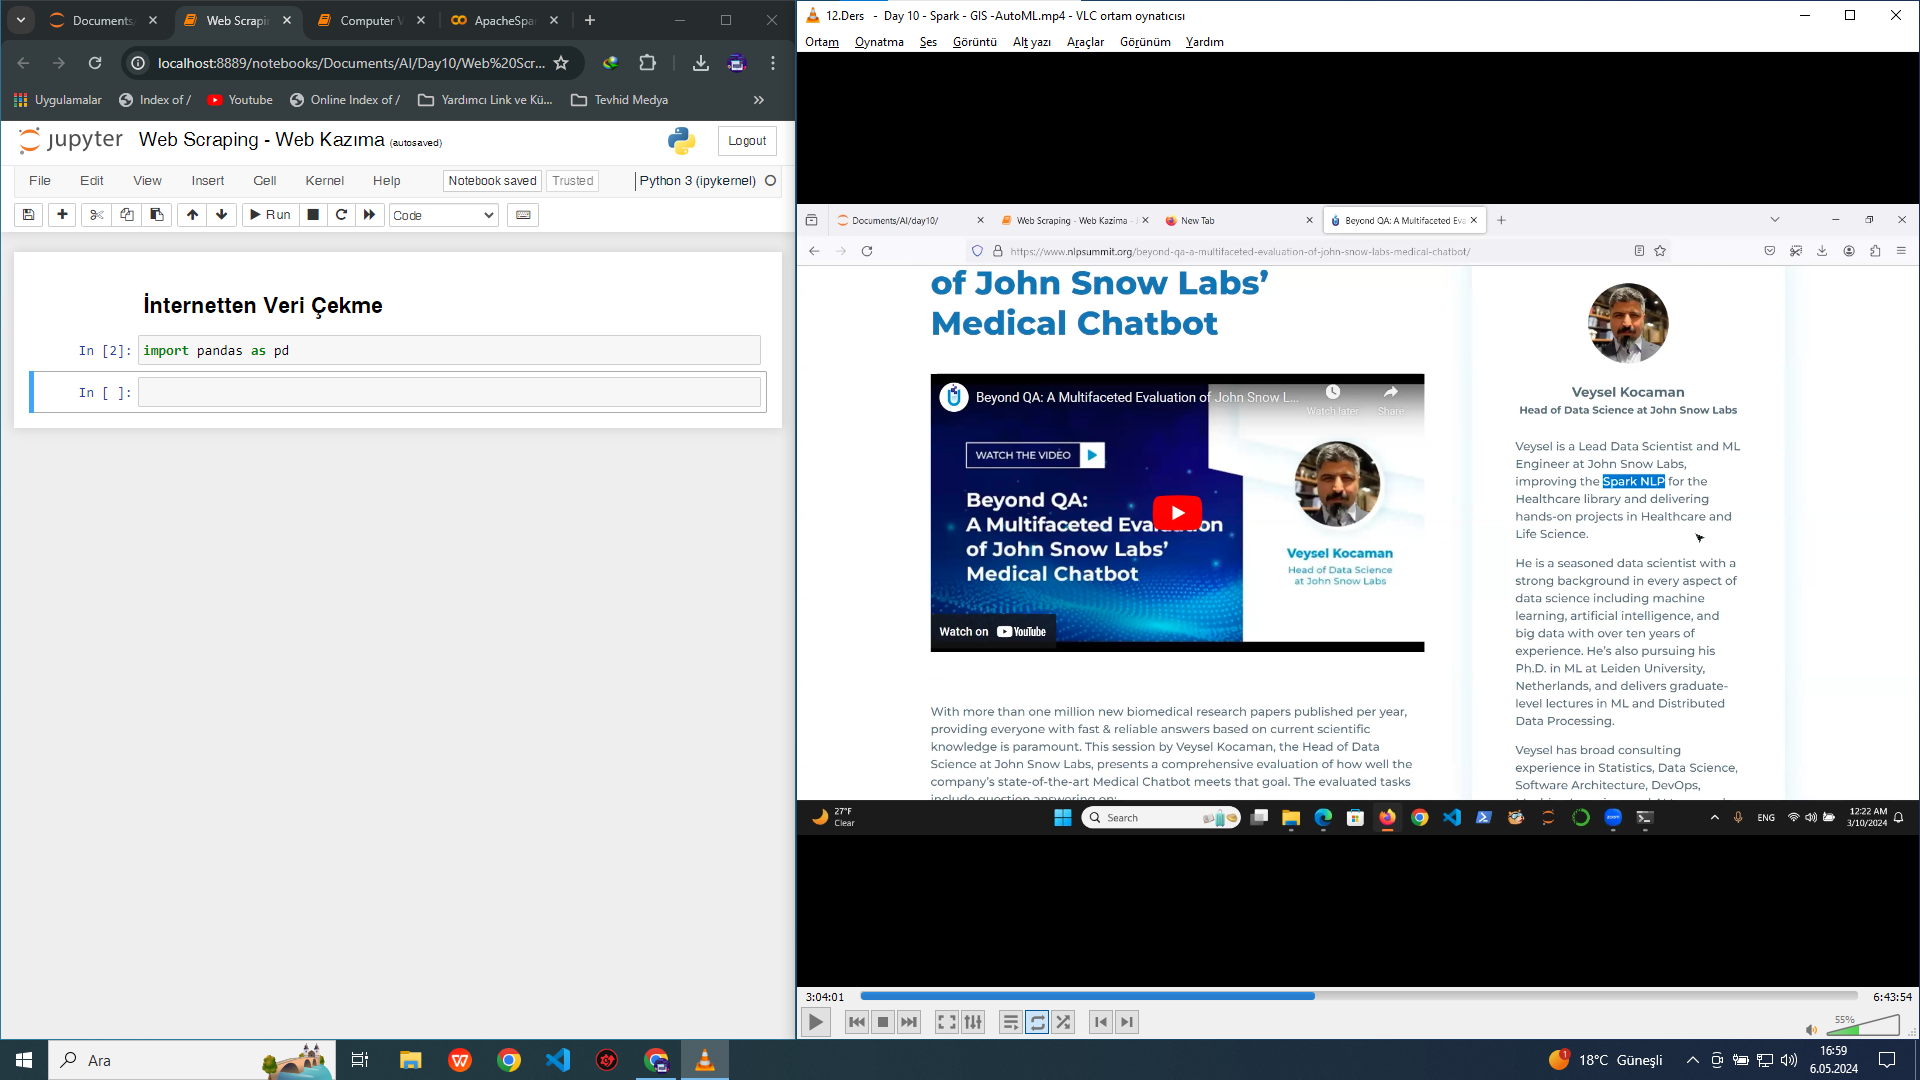 Documents,
Web Scrapin
Computer V
ApacheSpar
localhost:8889/notebooks/Documents/AI/Day10/Web%20Scr...
Uygulamalar
Index of /
Youtube
Online Index of /
Yardımcı Link ve Kü...
Tevhid Medya
»
jupyter
Web Scraping - Web Kazıma (autosaved)
Logout
File Edit View Insert Cell Kernel Help
Notebook saved
Trusted
Python 3 (ipykernel)
Run
Code
İnternetten Veri Çekme
In [2]: import pandas as pd
In [ ]:
12.Ders - Day 10 - Spark - GIS -AutoML.mp4 - VLC ortam oynatıcısı
Ortam Oynatma Ses Görüntü Alt yazı Araçlar Görünüm Yardım
Documents/AI/day10/
Web Scraping - Web Kazima - J
New Tab
Beyond QA: A Multifaceted Eva
https://www.nlpsummit.org/beyond-qa-a-multifaceted-evaluation-of-john-snow-labs-medical-chatbot/
of John Snow Labs’
Medical Chatbot
Beyond QA: A Multifaceted Evaluation of John Snow L...
Watch later
Share
WATCH THE VIDEO
Beyond QA:
A Multifaceted Evaluation
of John Snow Labs’
Medical Chatbot
Veysel Kocaman
Head of Data Science
at John Snow Labs
Watch on YouTube
With more than one million new biomedical research papers published per year,
providing everyone with fast & reliable answers based on current scientific
knowledge is paramount. This session by Veysel Kocaman, the Head of Data
Science at John Snow Labs, presents a comprehensive evaluation of how well the
company’s state-of-the-art Medical Chatbot meets that goal. The evaluated tasks
include question answering on:
Veysel Kocaman
Head of Data Science at John Snow Labs
Veysel is a Lead Data Scientist and ML
Engineer at John Snow Labs,
improving the Spark NLP for the
Healthcare library and delivering
hands-on projects in Healthcare and
Life Science.
He is a seasoned data scientist with a
strong background in every aspect of
data science including machine
learning, artificial intelligence, and
big data with over ten years of
experience. He’s also pursuing his
Ph.D. in ML at Leiden University,
Netherlands, and delivers graduate-
level lectures in ML and Distributed
Data Processing.
Veysel has broad consulting
experience in Statistics, Data Science,
Software Architecture, DevOps,
27°F
Clear
Search
ENG
12:22 AM
3/10/2024
3:04:01
6:43:54
55%
Ara
1
18°C Güneşli
16:59
6.05.2024